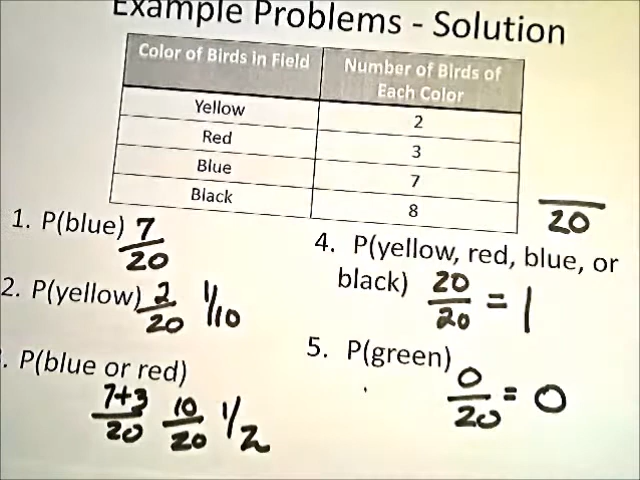 Example Problems - Solution
Color of Birds in Field
Number of Birds of
Each Color
Yellow 2
Red 3
Blue 7
Black 8
20
1. P(blue) 7/20
2. P(yellow) 2/20 1/10
. P(blue or red)
7+3/20 10/20 1/2
4. P(yellow, red, blue, or
black) 20/20 = 1
5. P(green)
0/20 = 0